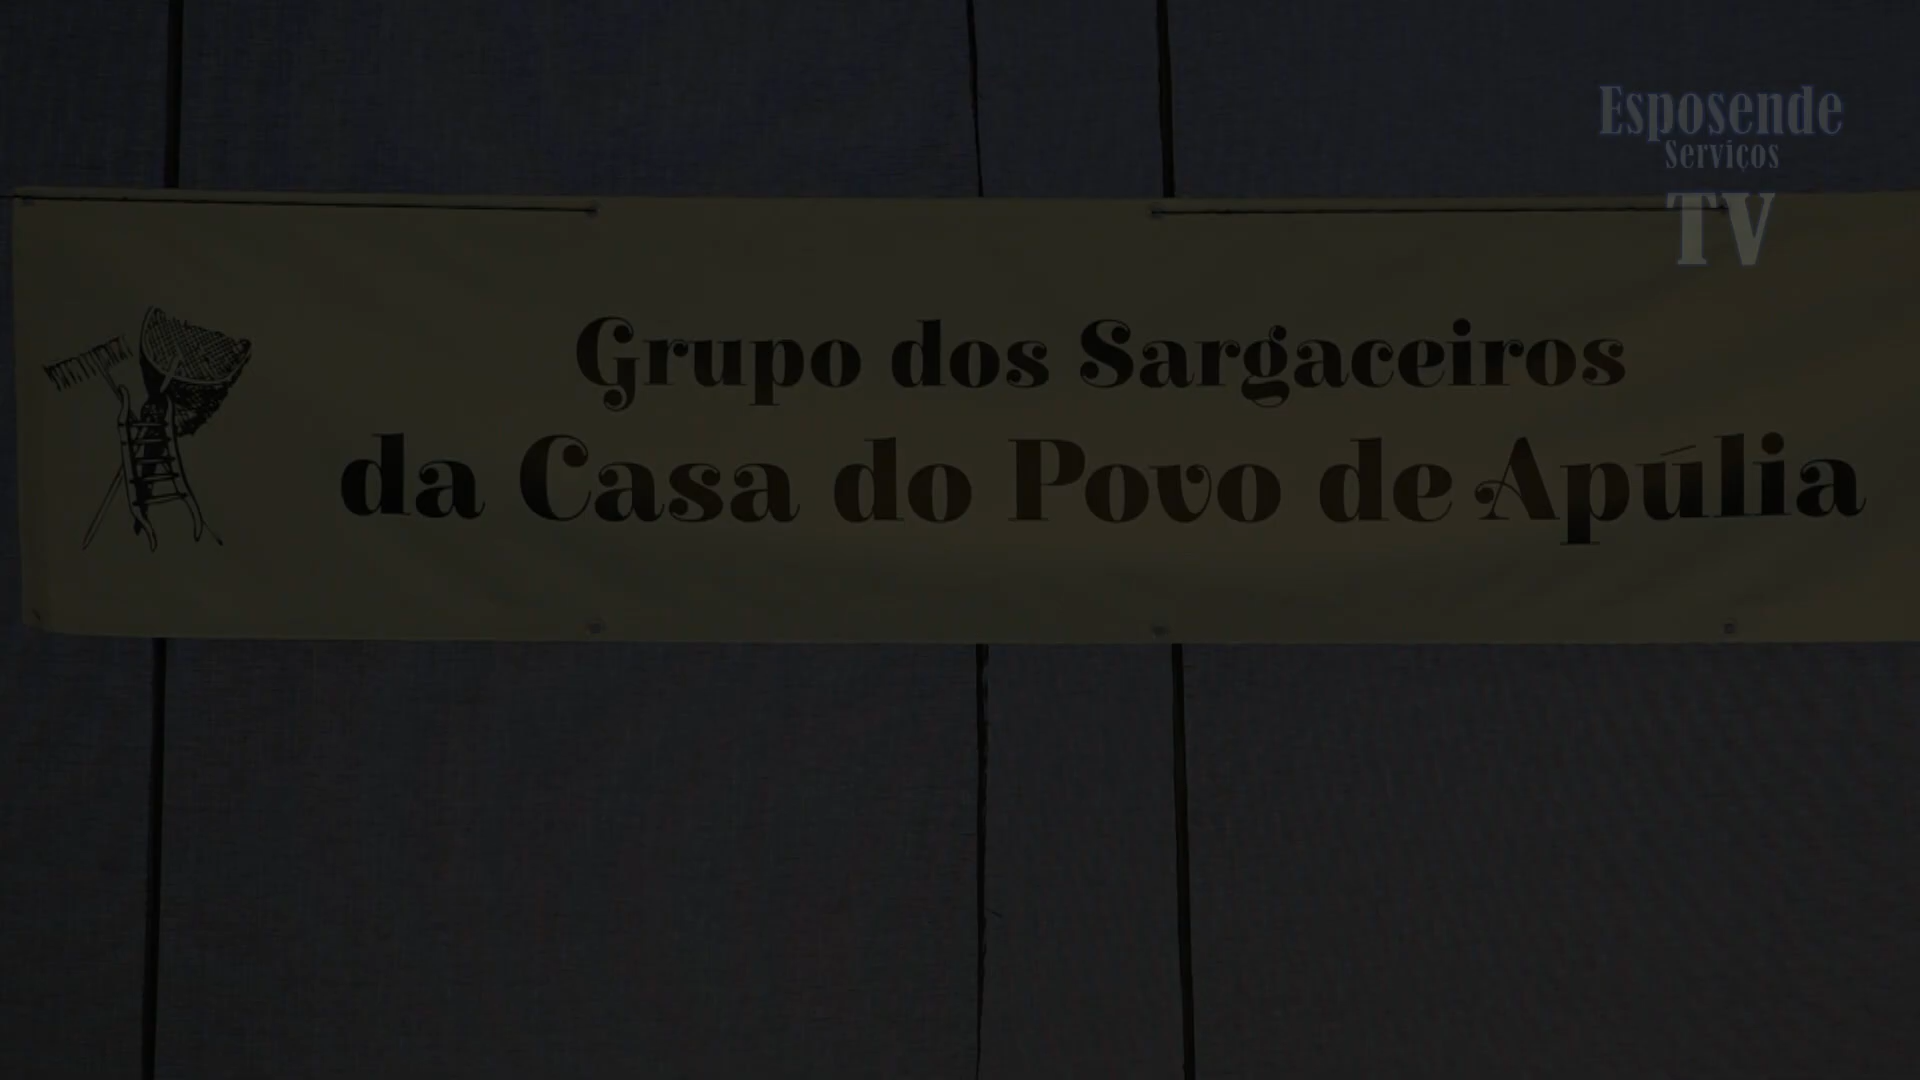 Esposende
Serviços
TV
Grupo dos Sargaceiros
da Casa do Povo de Apúlia